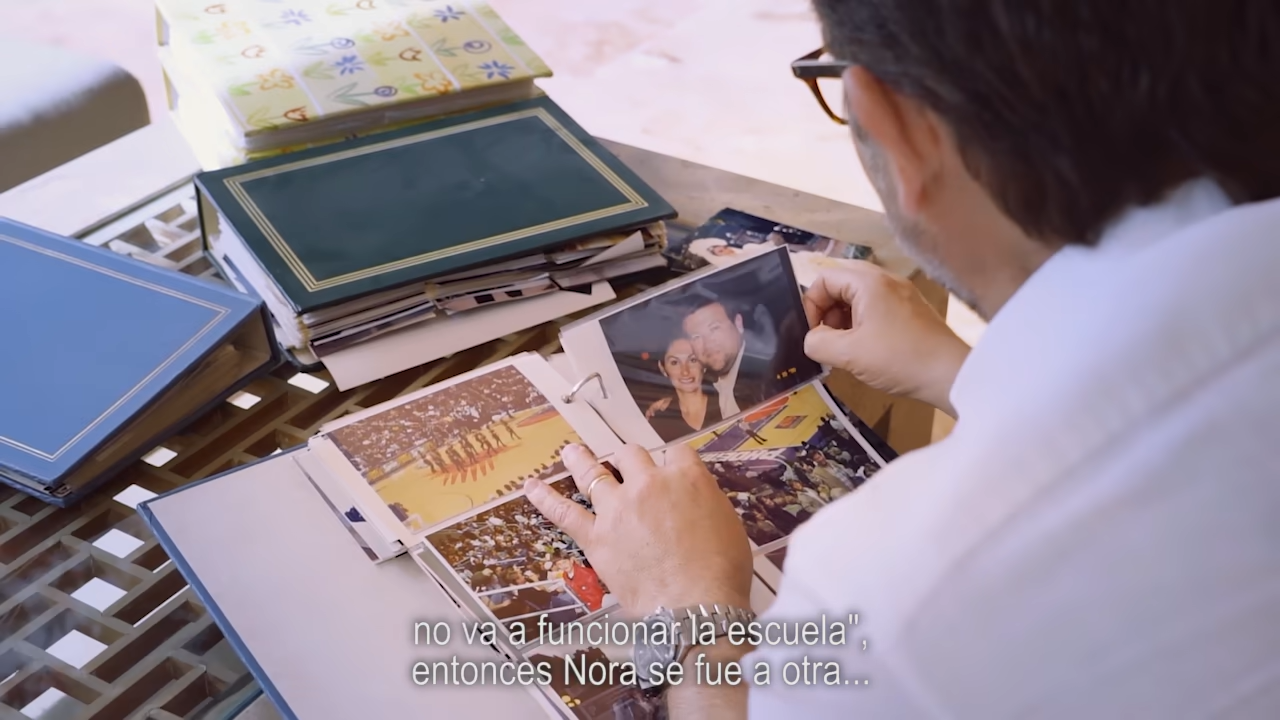 no va a funcionar la escuela",
entonces Nora se fue a otra...